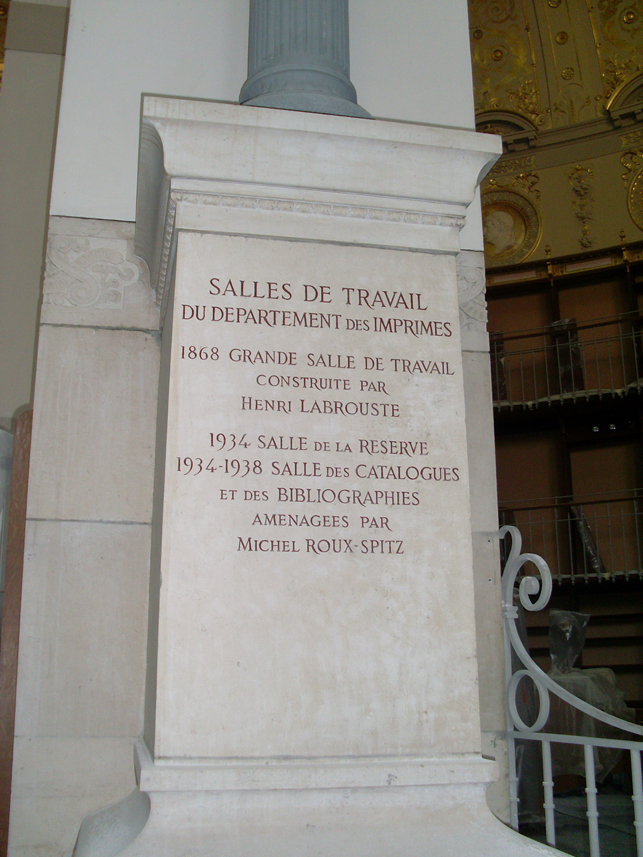 SALLES DE TRAVAIL
DU DEPARTEMENT DES IMPRIMES
1868 GRANDE SALLE DE TRAVAIL
CONSTRUITE PAR
HENRI LABROUSTE
1934 SALLE DE LA RESERVE
1934-1938 SALLE DES CATALOGUES
ET DES BIBLIOGRAPHIES
AMENAGEES PAR
MICHEL ROUX-SPITZ